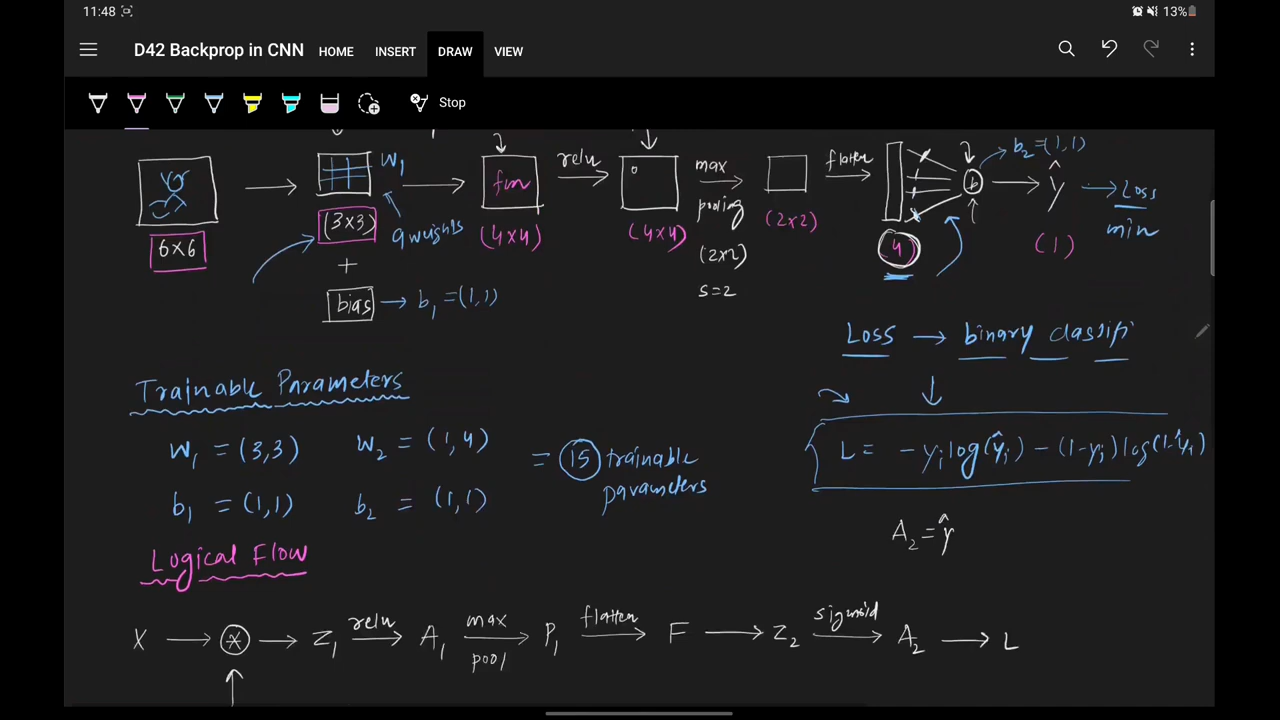 11:48 13%
D42 Backprop in CNN HOME INSERT DRAW VIEW
Stop
b₂=(1,1)
W₁ relu max flatten b ŷ Loss
fm pooling min
6x6 (3x3) 9 weights (4x4) (4x4) (2x2) (2x2) (4) (1)
+ s=2
bias → b₁ =(1,1)
Loss → binary classifi
Trainable Parameters
W₁ = (3,3) W₂ = (1,4) = 15 trainable
parameters
b₁ = (1,1) b₂ = (1,1)
L = - yᵢ log(ŷᵢ) - (1-yᵢ) log(1-ŷᵢ)
A₂ = ŷ
Logical Flow
X → * → Z₁ relu → A₁ max pool → P₁ flatten → F → Z₂ sigmoid → A₂ → L